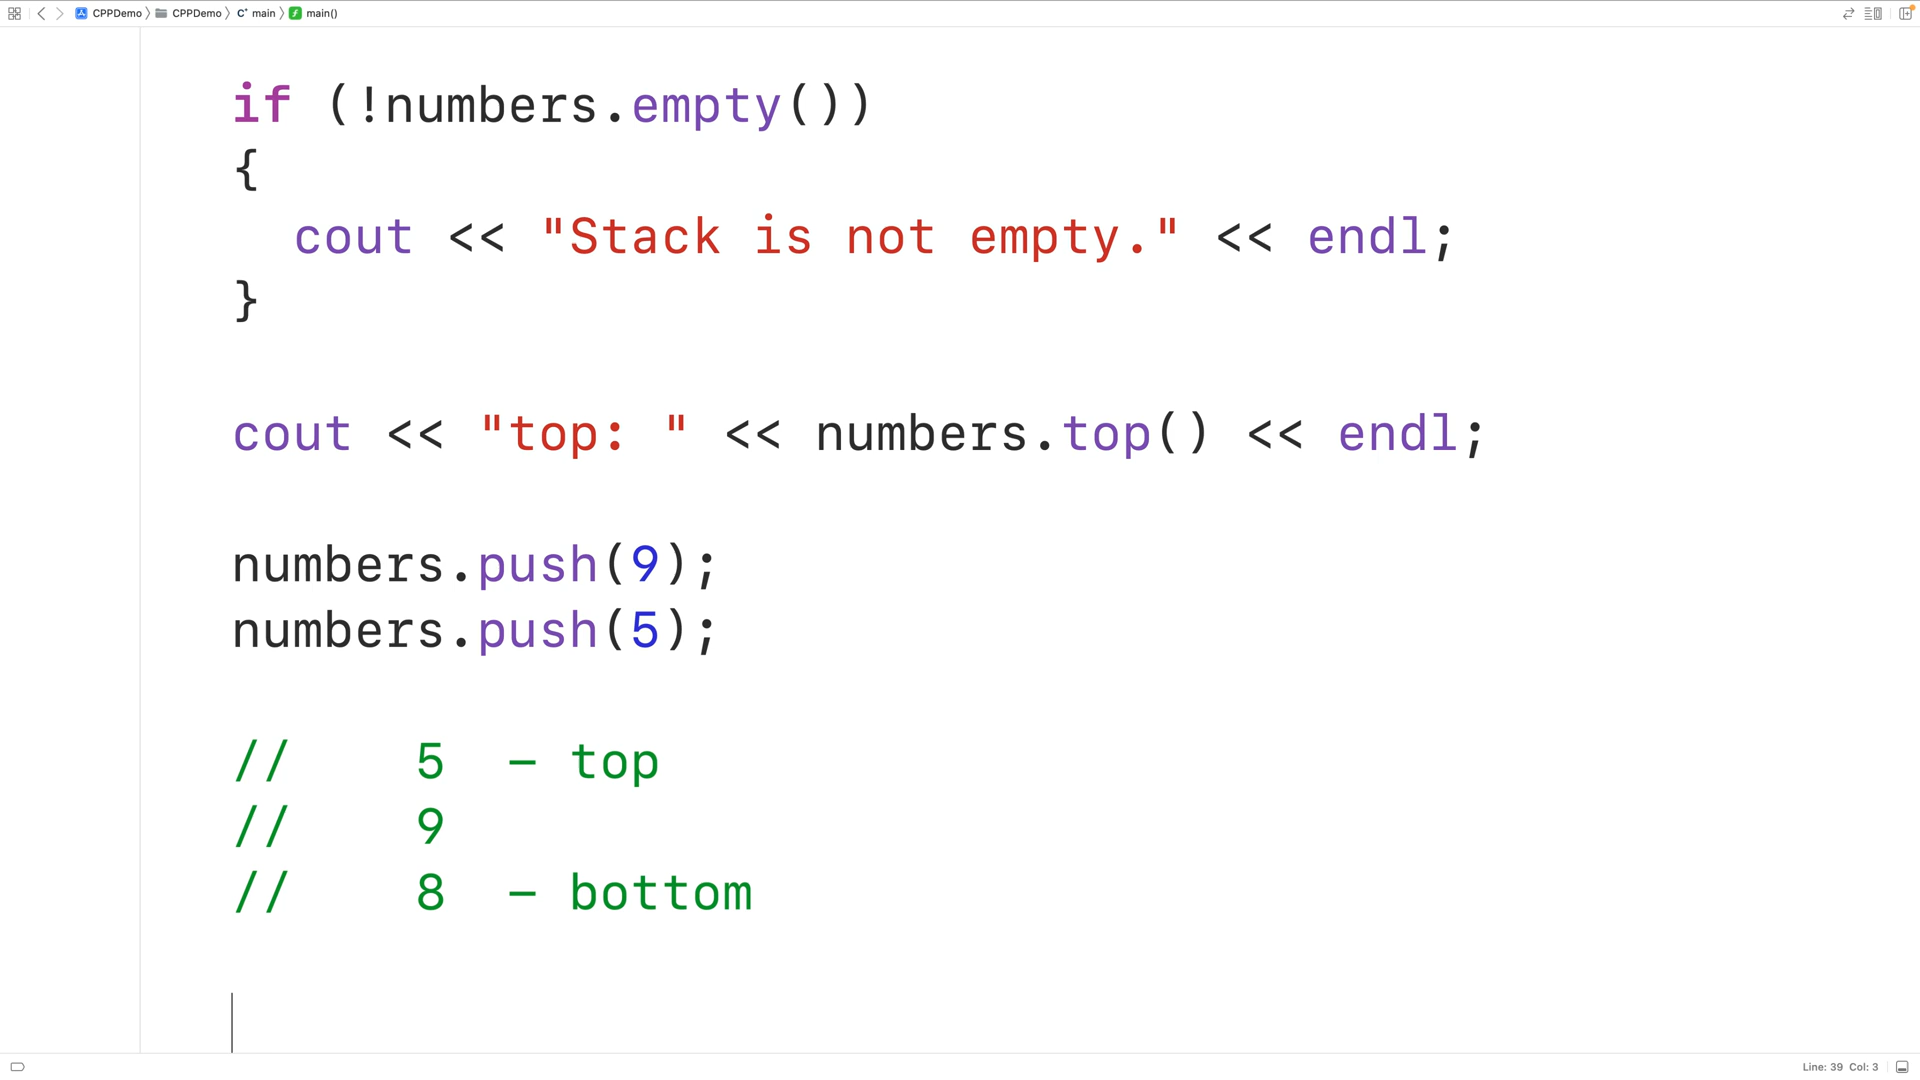 CPPDemo CPPDemo main main()
if (!numbers.empty())
{
cout << "Stack is not empty." << endl;
}
cout << "top: " << numbers.top() << endl;
numbers.push(9);
numbers.push(5);
// 5 - top
// 9
// 8 - bottom
Line: 39 Col: 3